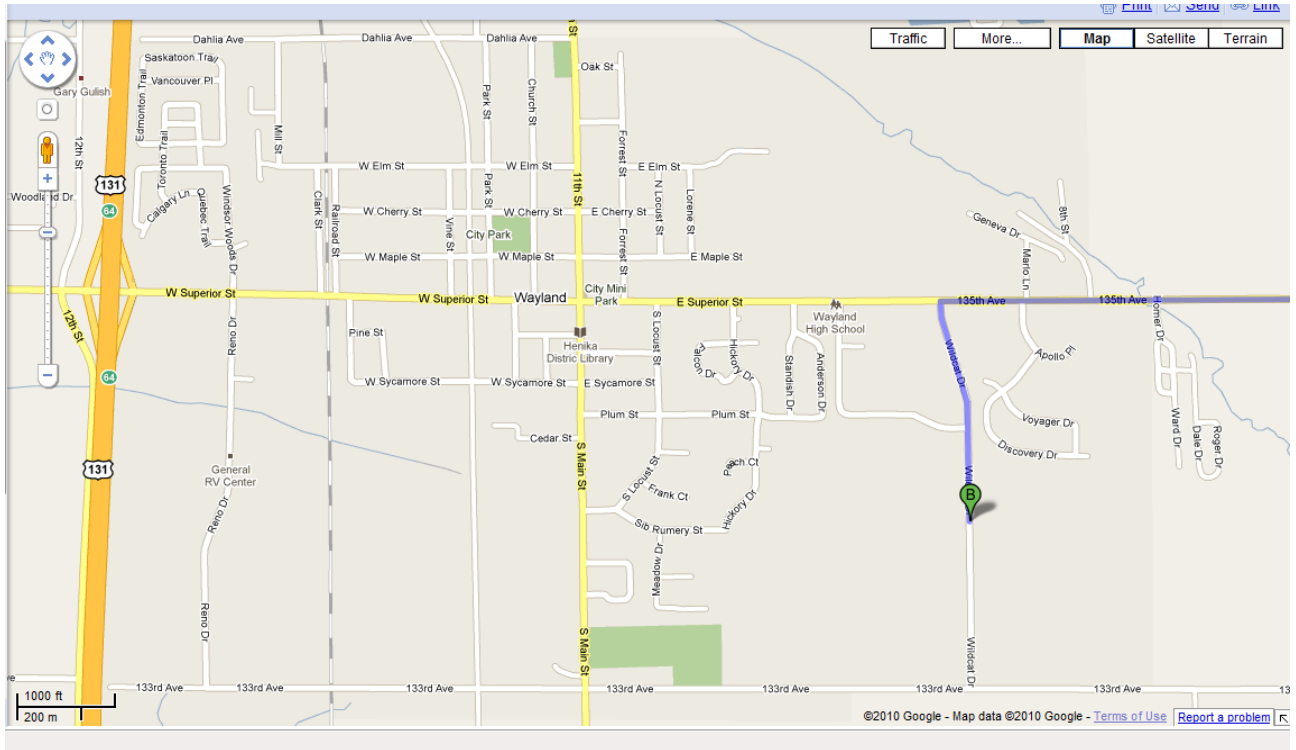 Print Send Link
Traffic
More...
Map
Satellite
Terrain
Dahlia Ave
Dahlia Ave
Dahlia Ave
Saskatoon Trail
Vancouver Pl
Edmonton Trail
Toronto Trail
Gary Gulish
12th St
Mill St
Park St
Church St
Oak St
Forrest St
131
64
Woodland Dr
Calgary Ln
Quebec Trail
Windsor Woods Dr
W Elm St
W Elm St
E Elm St
Clark St
Railroad St
W Cherry St
W Cherry St
E Cherry St
Vine St
Park St
City Park
11th St
N Locust St
Lorene St
Forrest St
W Maple St
W Maple St
E Maple St
Geneva Dr
8th St
Marlo Ln
W Superior St
W Superior St
Wayland
City Mini
Park
E Superior St
Wayland
High School
135th Ave
135th Ave
Homer Dr
12th St
Reno Dr
Pine St
Henika
Distric Library
S Locust St
Falcon Dr
Hickory Dr
Standish Dr
Anderson Dr
Wildcat Dr
Apollo Pl
64
W Sycamore St
W Sycamore St
E Sycamore St
Plum St
Plum St
Voyager Dr
Discovery Dr
Ward Dr
Dale Dr
Roger Dr
Cedar St
S Main St
131
General
RV Center
Reno Dr
S Locust St
Frank Ct
Peach Ct
Hickory Dr
Sib Rumery St
Meadow Dr
B
Reno Dr
S Main St
Wildcat Dr
133rd Ave
133rd Ave
133rd Ave
133rd Ave
133rd Ave
133rd Ave
133rd Ave
1000 ft
200 m
©2010 Google - Map data ©2010 Google - Terms of Use
Report a problem